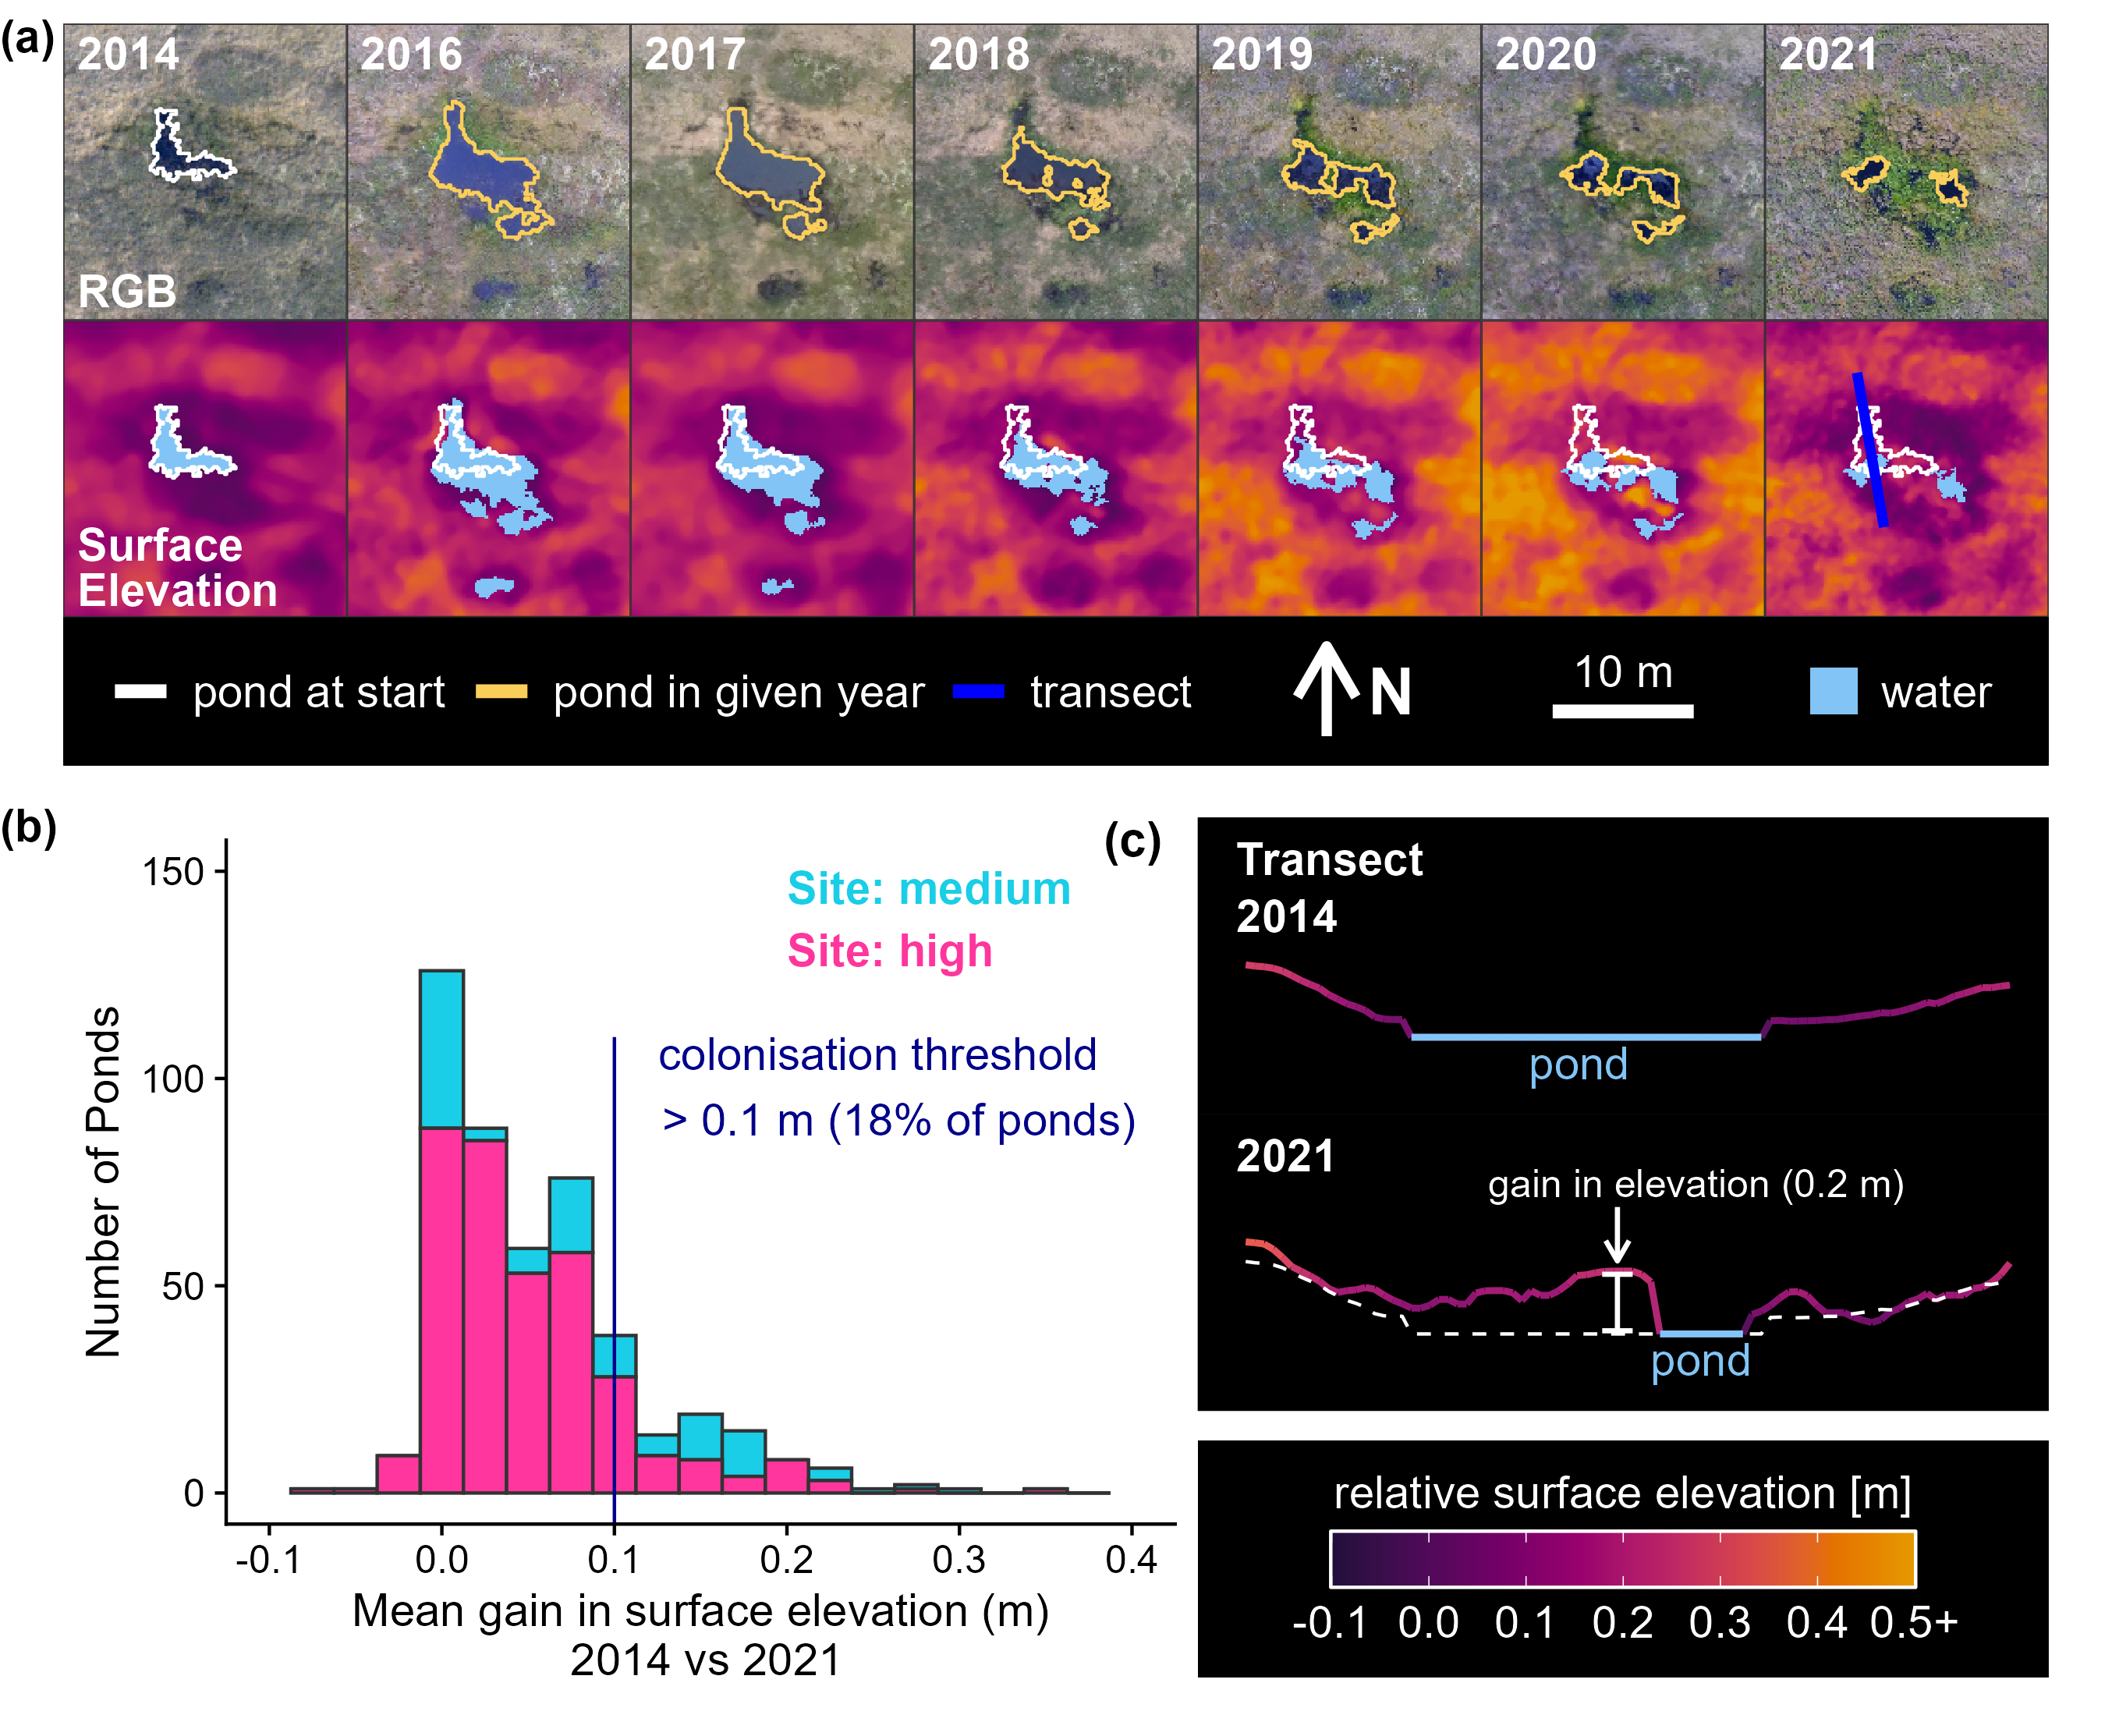 (a)
2014 2016 2017 2018 2019 2020 2021
RGB
Surface
Elevation
pond at start pond in given year transect N 10 m water
(b)
150
100
50
0
Number of Ponds
Site: medium
Site: high
colonisation threshold
> 0.1 m (18% of ponds)
-0.1 0.0 0.1 0.2 0.3 0.4
Mean gain in surface elevation (m)
2014 vs 2021
(c)
Transect
2014
pond
2021
gain in elevation (0.2 m)
pond
relative surface elevation [m]
-0.1 0.0 0.1 0.2 0.3 0.4 0.5+